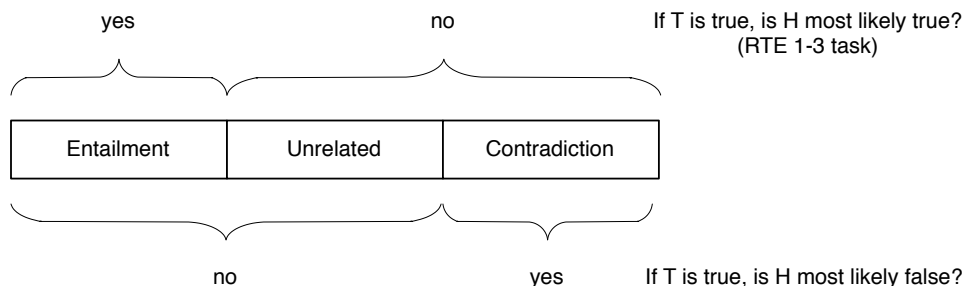 yes no If T is true, is H most likely true?
(RTE 1-3 task)
Entailment Unrelated Contradiction
no yes If T is true, is H most likely false?